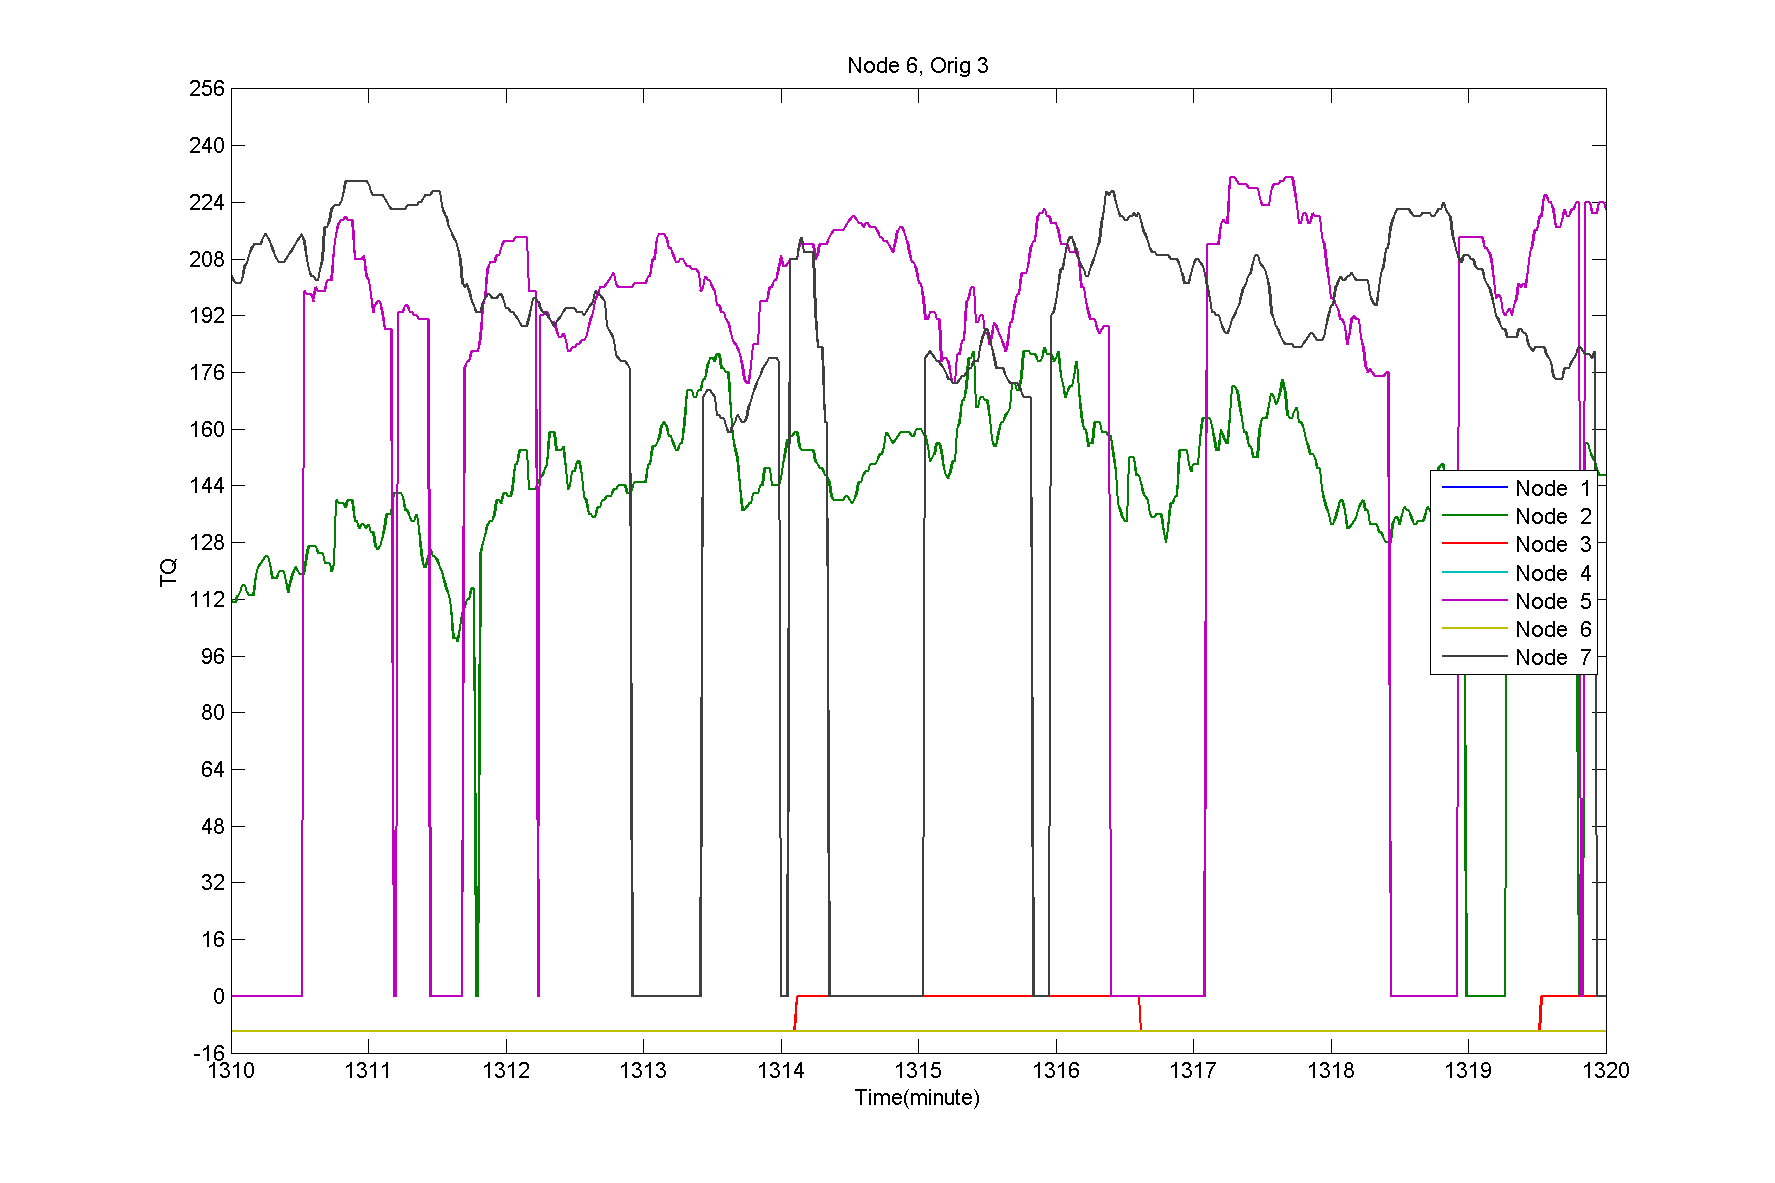 Node 6, Orig 3
256
240
224
208
192
176
160
144
128
112
96
80
64
48
32
16
0
-16
TQ
Node 1
Node 2
Node 3
Node 4
Node 5
Node 6
Node 7
1310 1311 1312 1313 1314 1315 1316 1317 1318 1319 1320
Time(minute)